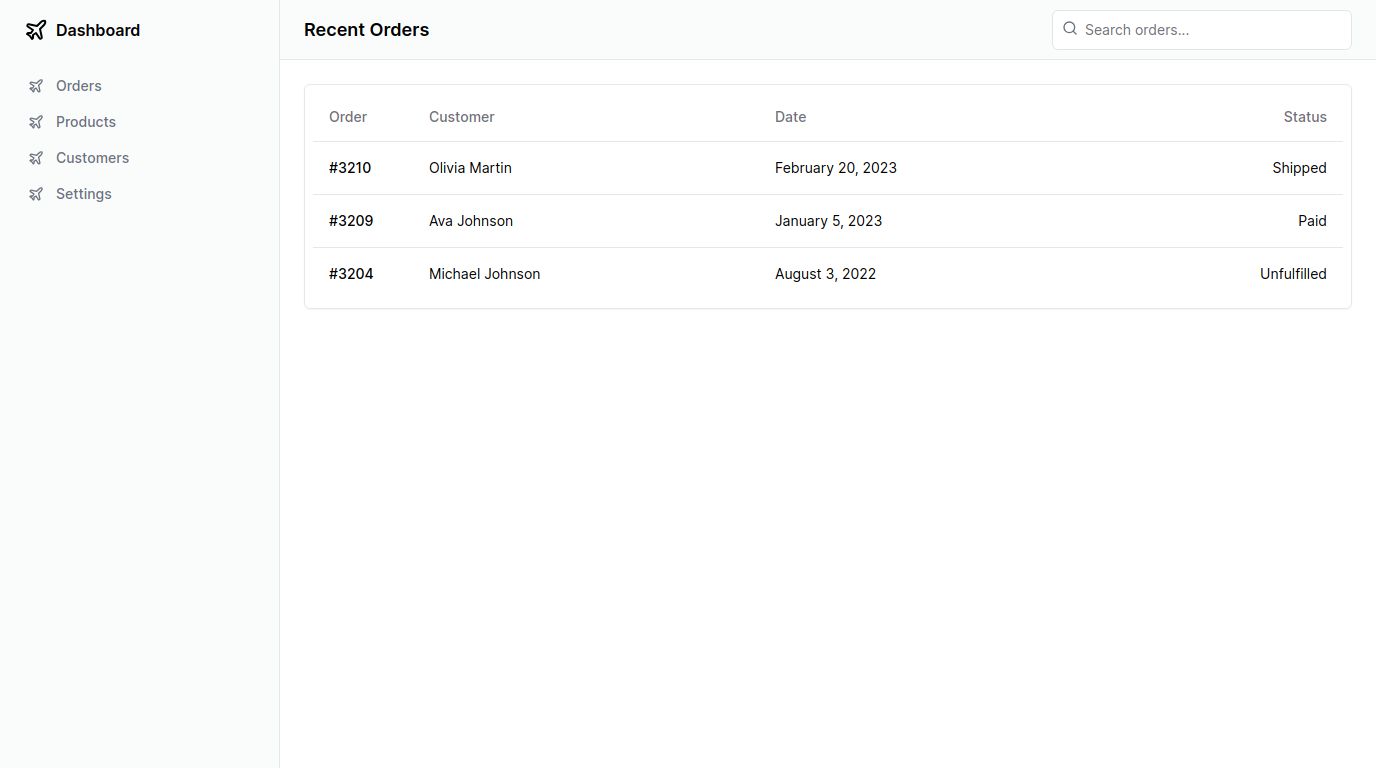 Dashboard
Orders
Products
Customers
Settings
Recent Orders
Search orders...
Order Customer Date Status
#3210 Olivia Martin February 20, 2023 Shipped
#3209 Ava Johnson January 5, 2023 Paid
#3204 Michael Johnson August 3, 2022 Unfulfilled